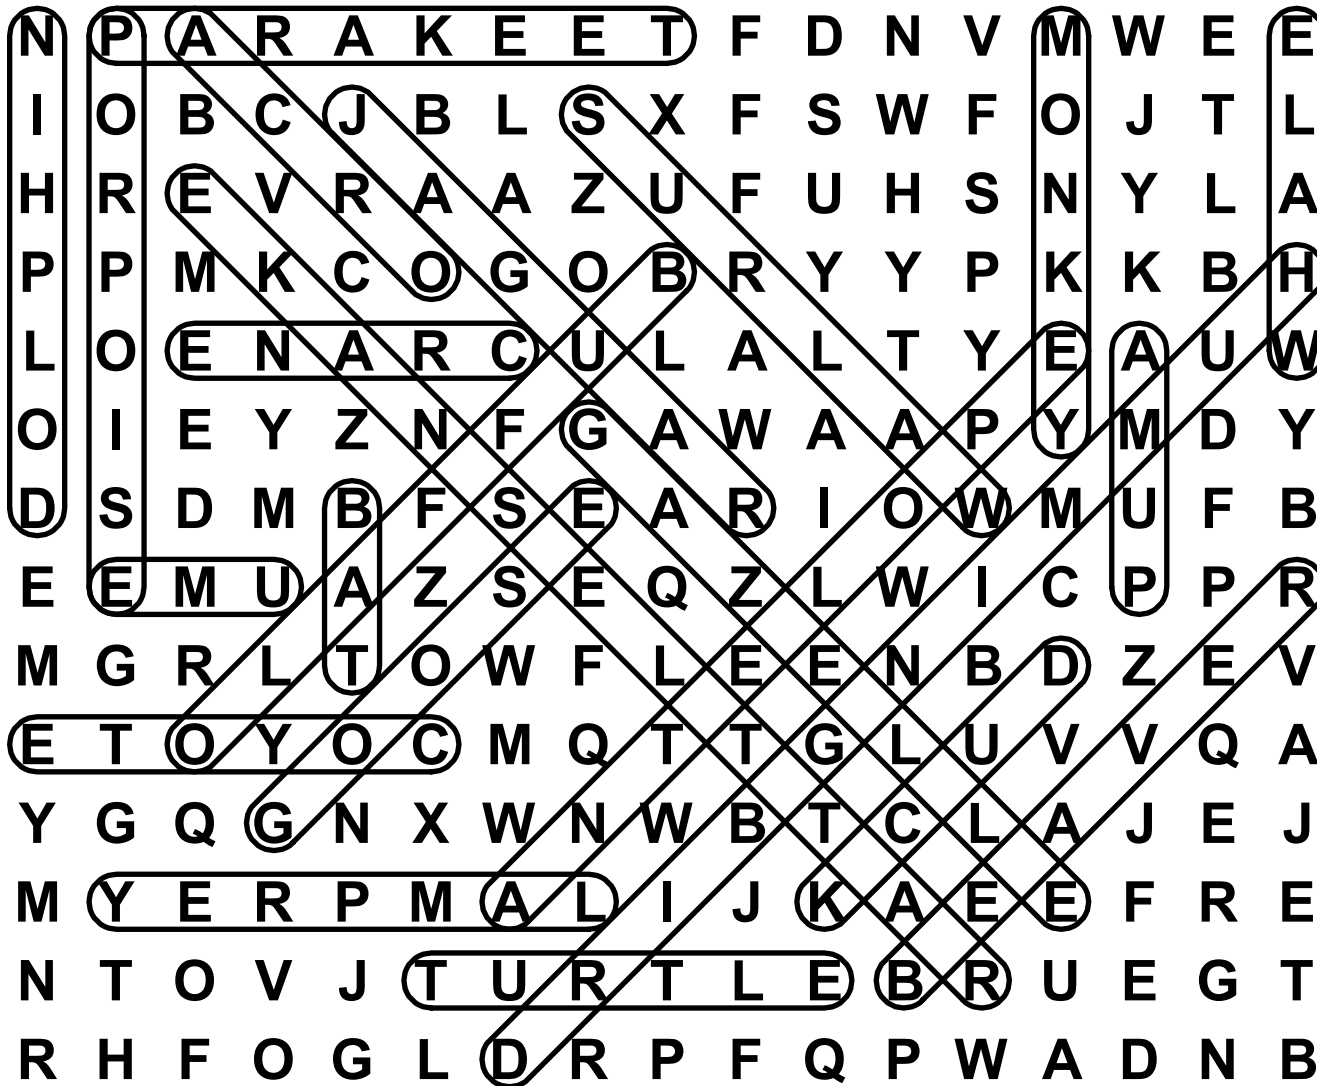 N P A R A K E E T F D N V M W E E
I O B C J B L S X F S W F O J T L
H R E V R A A Z U F U H S N Y L A
P P M K C O G O B R Y Y P K K B H
L O E N A R C U L A L T Y E A U W
O I E Y Z N F G A W A A P Y M D Y
D S D M B F S E A R I O W M U F B
E E M U A Z S E Q Z L W I C P P R
M G R L T O W F L E E N B D Z E V
E T O Y O C M Q T T G L U V V Q A
Y G Q G N X W N W B T C L A J E J
M Y E R P M A L I J K A E E F R E
N T O V J T U R T L E B R U E G T
R H F O G L D R P F Q P W A D N B